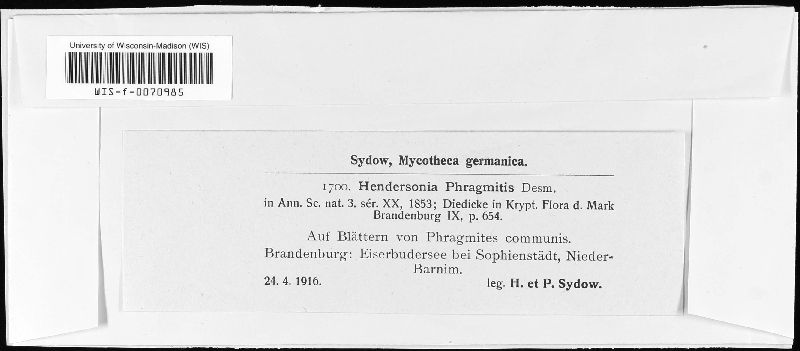 University of Wisconsin-Madison (WIS)
WIS-f-0070985
Sydow, Mycotheca germanica.
1700. Hendersonia Phragmitis Desm.
in Ann. Sc. nat. 3. sér. XX, 1853; Diedicke in Krypt. Flora d. Mark
Brandenburg IX, p. 654.
Auf Blättern von Phragmites communis.
Brandenburg: Eiserbudersee bei Sophienstädt, Nieder-
Barnim.
24. 4. 1916. leg. H. et P. Sydow.